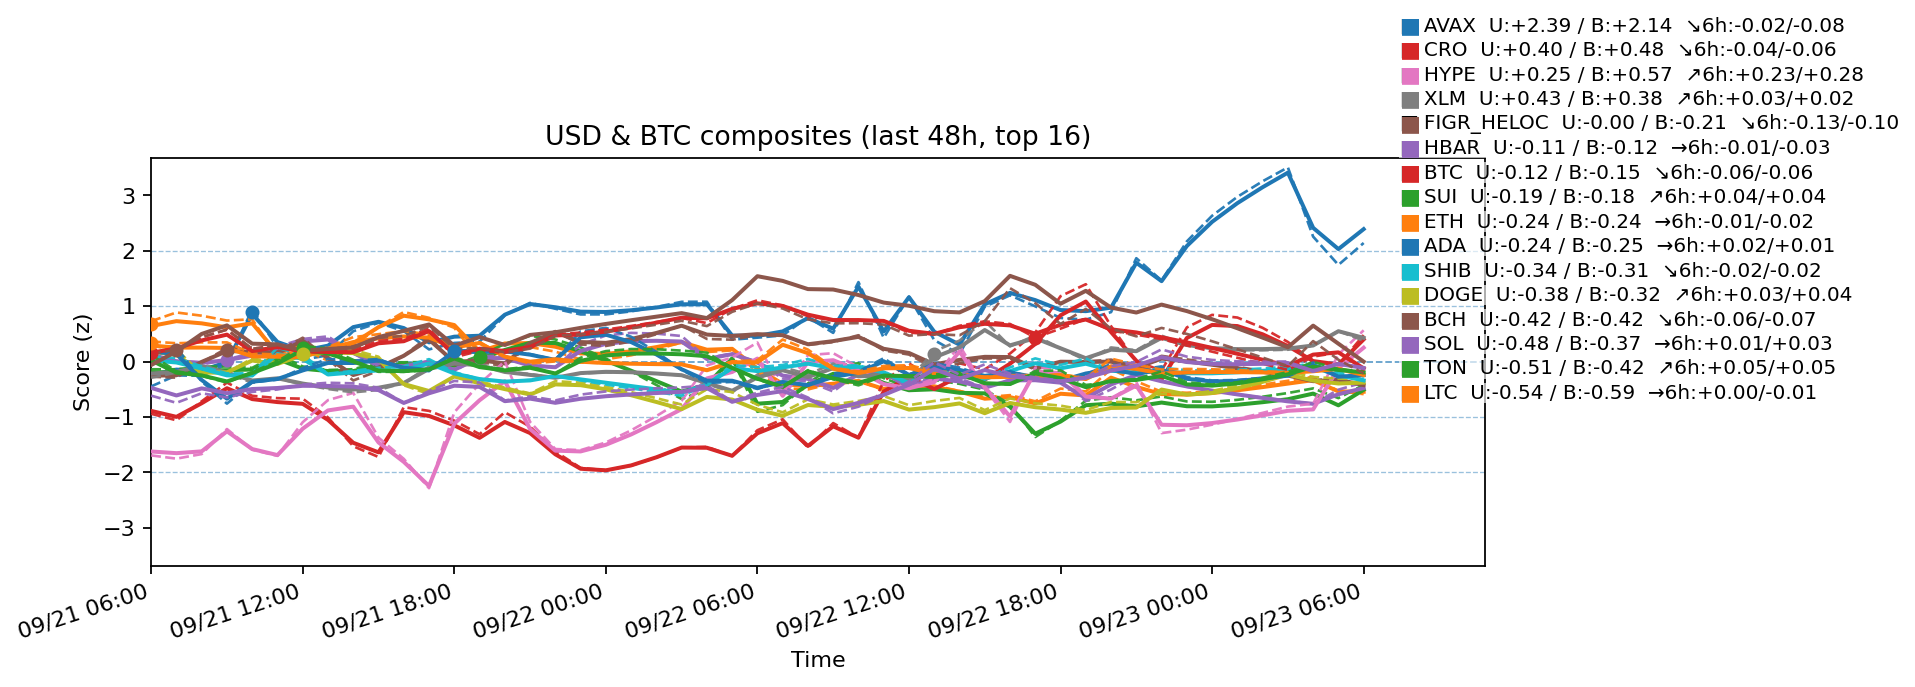 AVAX  U:+2.39 / B:+2.14  ↘6h:-0.02/-0.08
CRO  U:+0.40 / B:+0.48  ↘6h:-0.04/-0.06
HYPE  U:+0.25 / B:+0.57  ↗6h:+0.23/+0.28
XLM  U:+0.43 / B:+0.38  ↗6h:+0.03/+0.02
FIGR_HELOC  U:-0.00 / B:-0.21  ↘6h:-0.13/-0.10
HBAR  U:-0.11 / B:-0.12  →6h:-0.01/-0.03
BTC  U:-0.12 / B:-0.15  ↘6h:-0.06/-0.06
SUI  U:-0.19 / B:-0.18  ↗6h:+0.04/+0.04
ETH  U:-0.24 / B:-0.24  →6h:-0.01/-0.02
ADA  U:-0.24 / B:-0.25  →6h:+0.02/+0.01
SHIB  U:-0.34 / B:-0.31  ↘6h:-0.02/-0.02
DOGE  U:-0.38 / B:-0.32  ↗6h:+0.03/+0.04
BCH  U:-0.42 / B:-0.42  ↘6h:-0.06/-0.07
SOL  U:-0.48 / B:-0.37  →6h:+0.01/+0.03
TON  U:-0.51 / B:-0.42  ↗6h:+0.05/+0.05
LTC  U:-0.54 / B:-0.59  →6h:+0.00/-0.01
USD & BTC composites (last 48h, top 16)
Score (z)
3
2
1
0
−1
−2
−3
09/21 06:00
09/21 12:00
09/21 18:00
09/22 00:00
09/22 06:00
09/22 12:00
09/22 18:00
09/23 00:00
09/23 06:00
Time